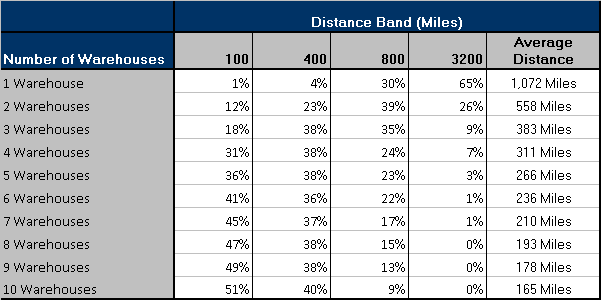 Distance Band (Miles)
Number of Warehouses 100 400 800 3200 Average Distance
1 Warehouse 1% 4% 30% 65% 1,072 Miles
2 Warehouses 12% 23% 39% 26% 558 Miles
3 Warehouses 18% 38% 35% 9% 383 Miles
4 Warehouses 31% 38% 24% 7% 311 Miles
5 Warehouses 36% 38% 23% 3% 266 Miles
6 Warehouses 41% 36% 22% 1% 236 Miles
7 Warehouses 45% 37% 17% 1% 210 Miles
8 Warehouses 47% 38% 15% 0% 193 Miles
9 Warehouses 49% 38% 13% 0% 178 Miles
10 Warehouses 51% 40% 9% 0% 165 Miles